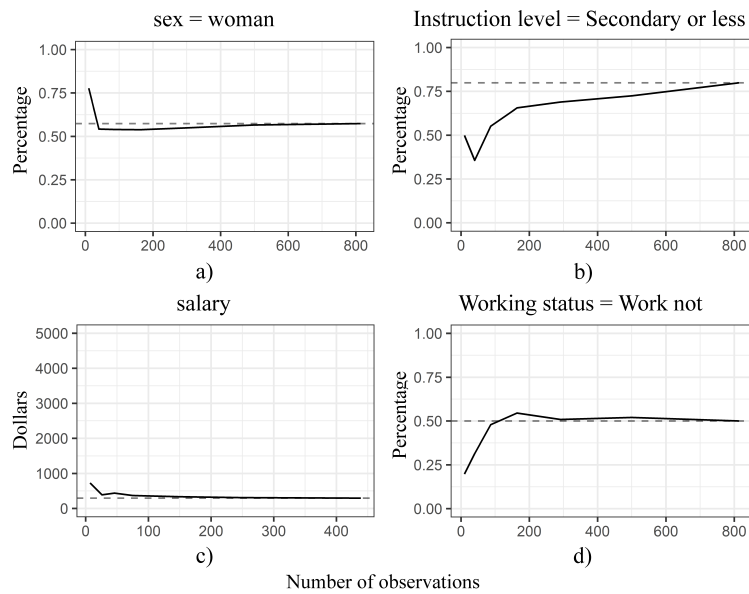 sex = woman
Instruction level = Secondary or less
1.00
0.75
0.50
0.25
0.00
Percentage
0 200 400 600 800
a)
1.00
0.75
0.50
0.25
0.00
Percentage
0 200 400 600 800
b)
salary
Working status = Work not
5000
4000
3000
2000
1000
0
Dollars
0 100 200 300 400
c)
1.00
0.75
0.50
0.25
0.00
Percentage
0 200 400 600 800
d)
Number of observations